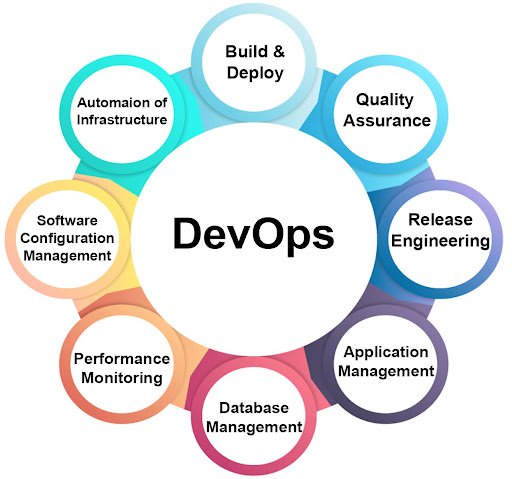 Build &
Deploy
Quality
Assurance
Release
Engineering
Application
Management
Database
Management
Performance
Monitoring
Software
Configuration
Management
Automaion of
Infrastructure
DevOps